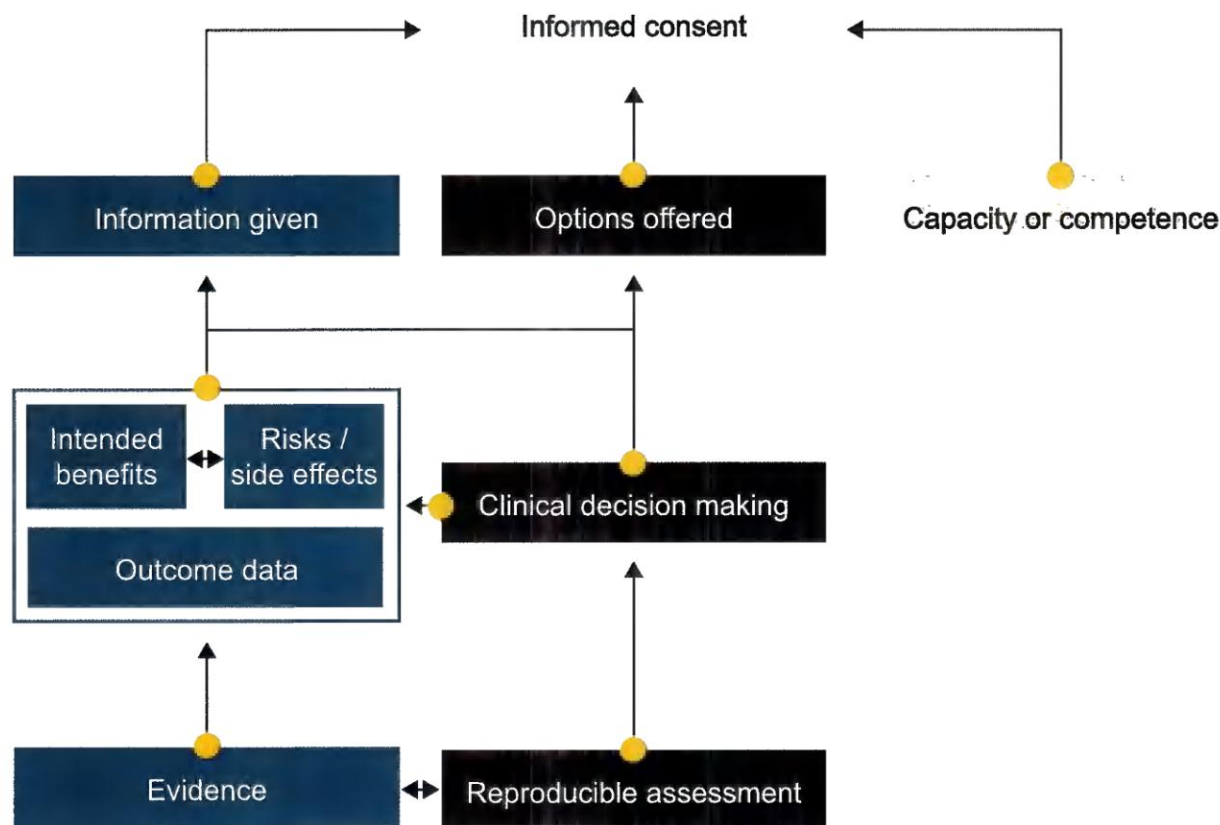 Informed consent
Information given
Options offered
Capacity or competence
Intended
benefits
Risks /
side effects
Outcome data
Clinical decision making
Evidence
Reproducible assessment